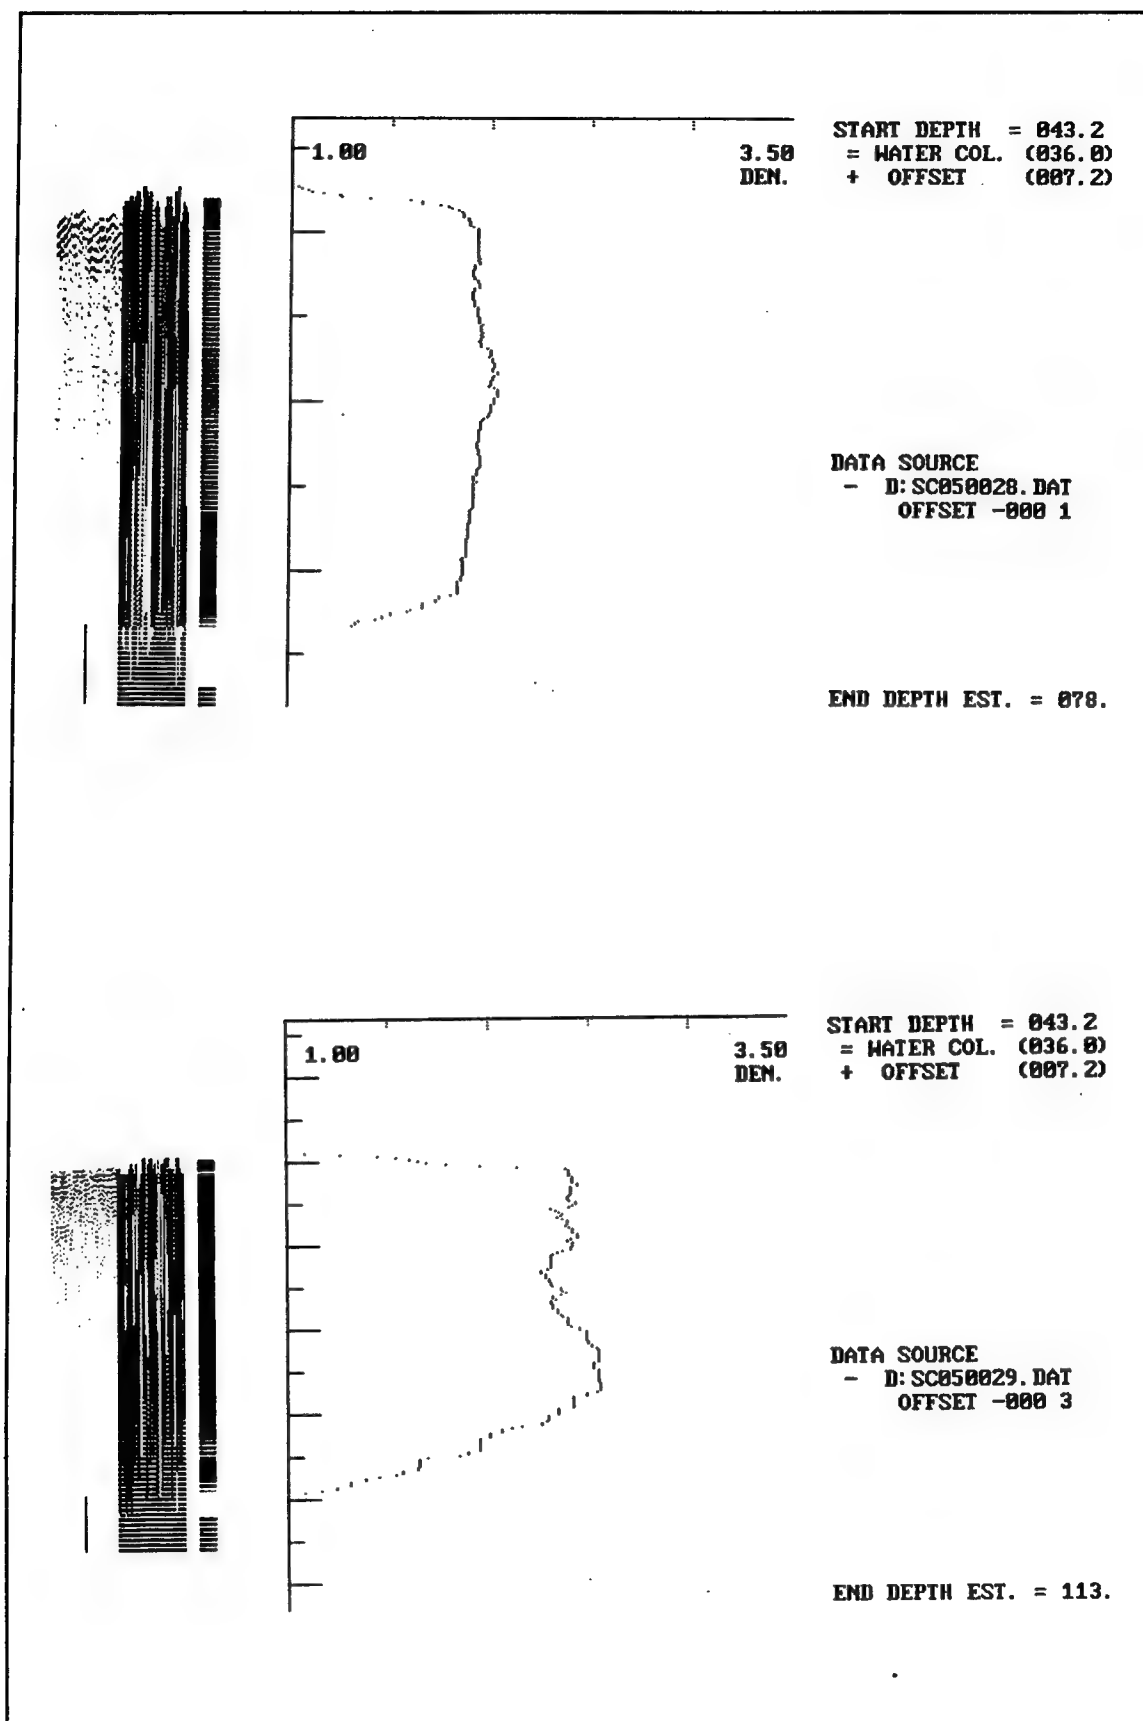 START DEPTH = 043.2
1.00 3.50 = WATER COL. (036.0)
DEN. + OFFSET (007.2)
DATA SOURCE
- D:SC050028.DAT
OFFSET -000 1
END DEPTH EST. = 078.
START DEPTH = 043.2
1.00 3.50 = WATER COL. (036.0)
DEN. + OFFSET (007.2)
DATA SOURCE
- D:SC050029.DAT
OFFSET -000 3
END DEPTH EST. = 113.